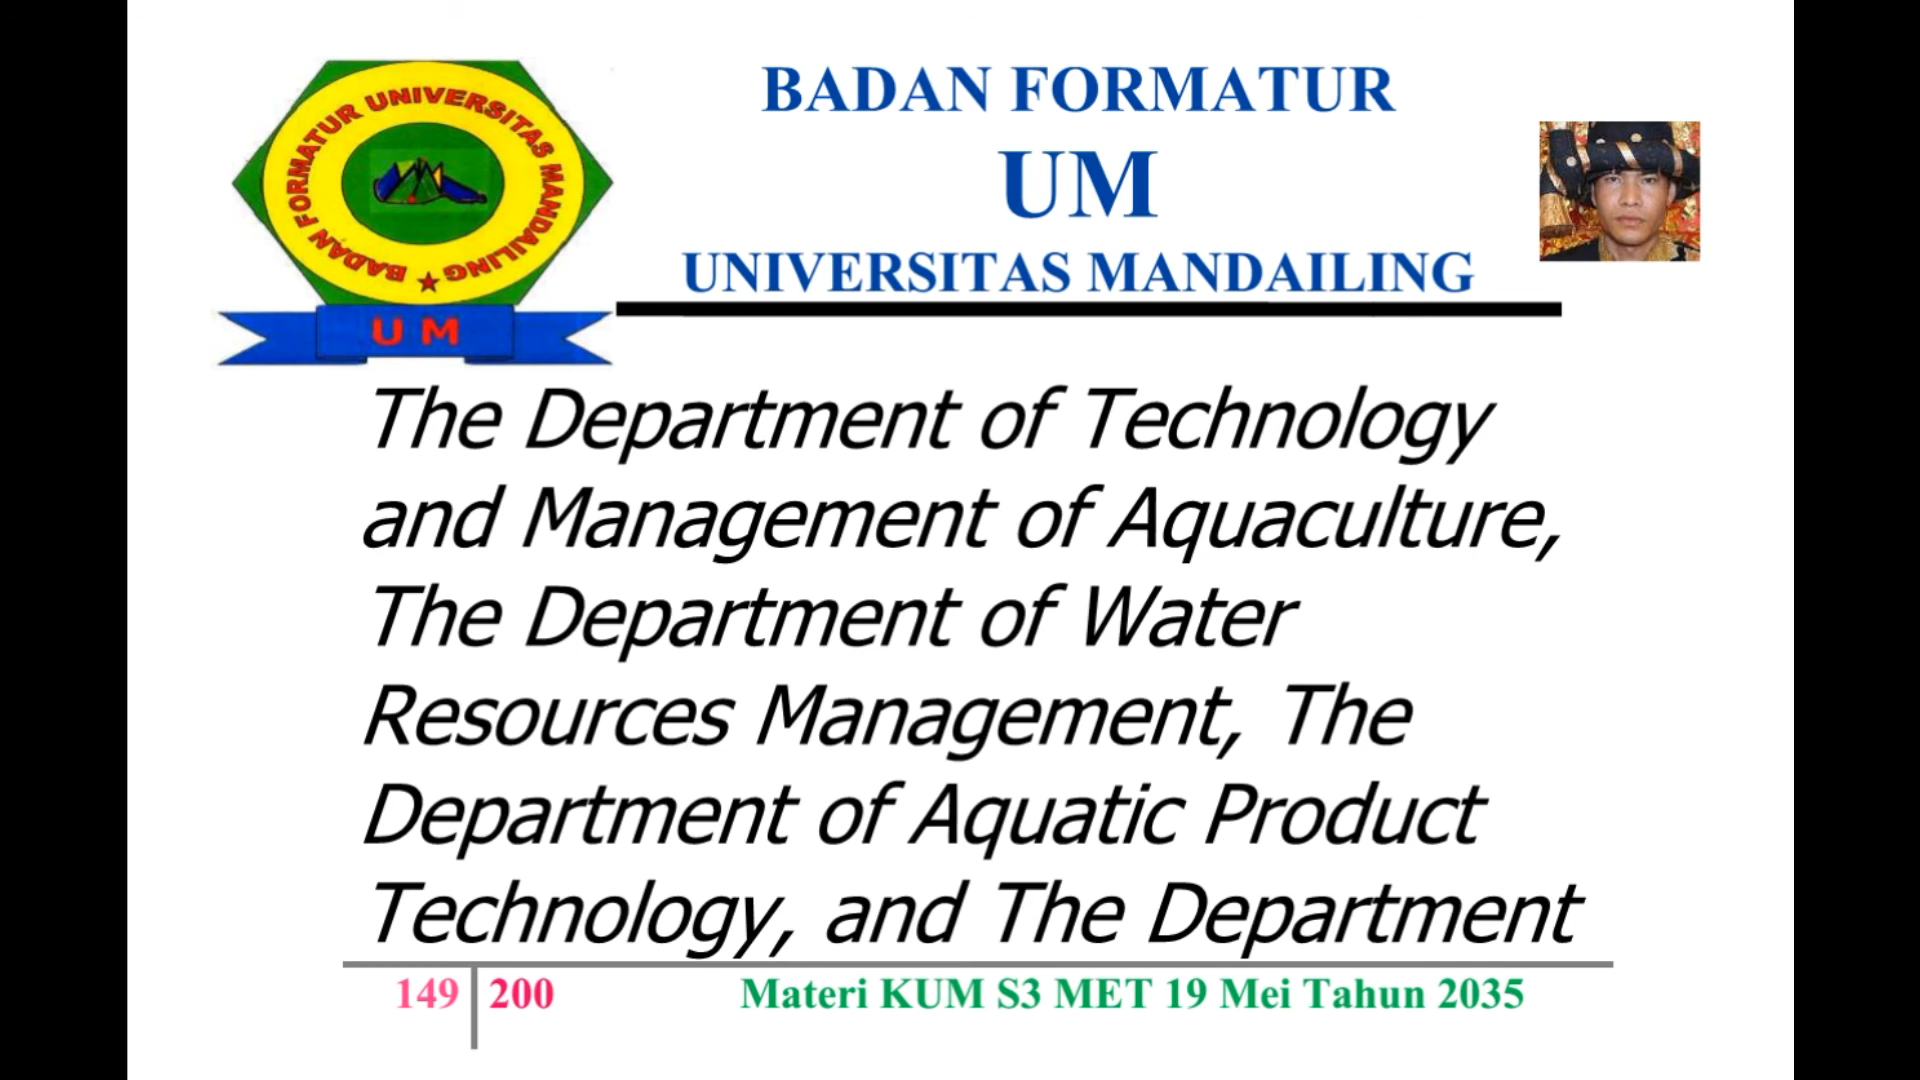 BADAN FORMATUR UNIVERSITAS MANDAILING
UM
BADAN FORMATUR
UM
UNIVERSITAS MANDAILING
The Department of Technology
and Management of Aquaculture,
The Department of Water
Resources Management, The
Department of Aquatic Product
Technology, and The Department
149 200
Materi KUM S3 MET 19 Mei Tahun 2035